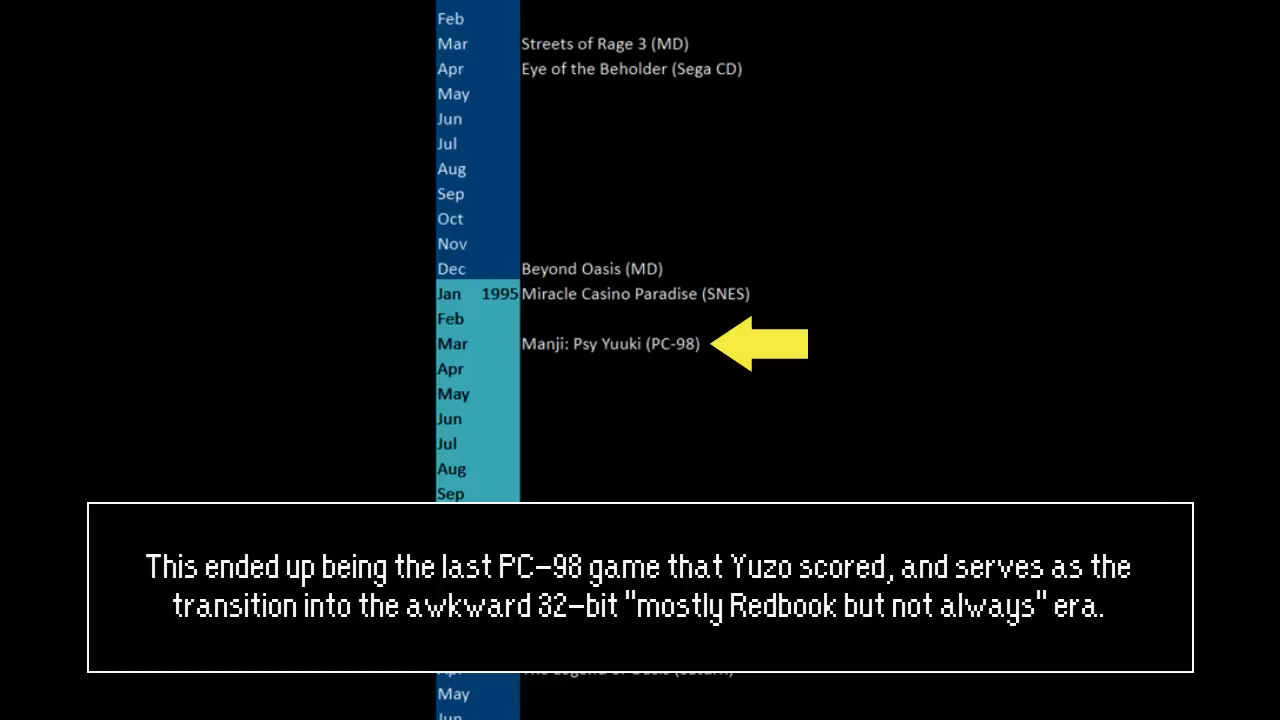 Feb
Mar Streets of Rage 3 (MD)
Apr Eye of the Beholder (Sega CD)
May
Jun
Jul
Aug
Sep
Oct
Nov
Dec Beyond Oasis (MD)
Jan 1995 Miracle Casino Paradise (SNES)
Feb
Mar Manji: Psy Yuuki (PC-98)
Apr
May
Jun
Jul
Aug
Sep
This ended up being the last PC-98 game that Yuzo scored, and serves as the
transition into the awkward 32-bit "mostly Redbook but not always" era.
May
Jun